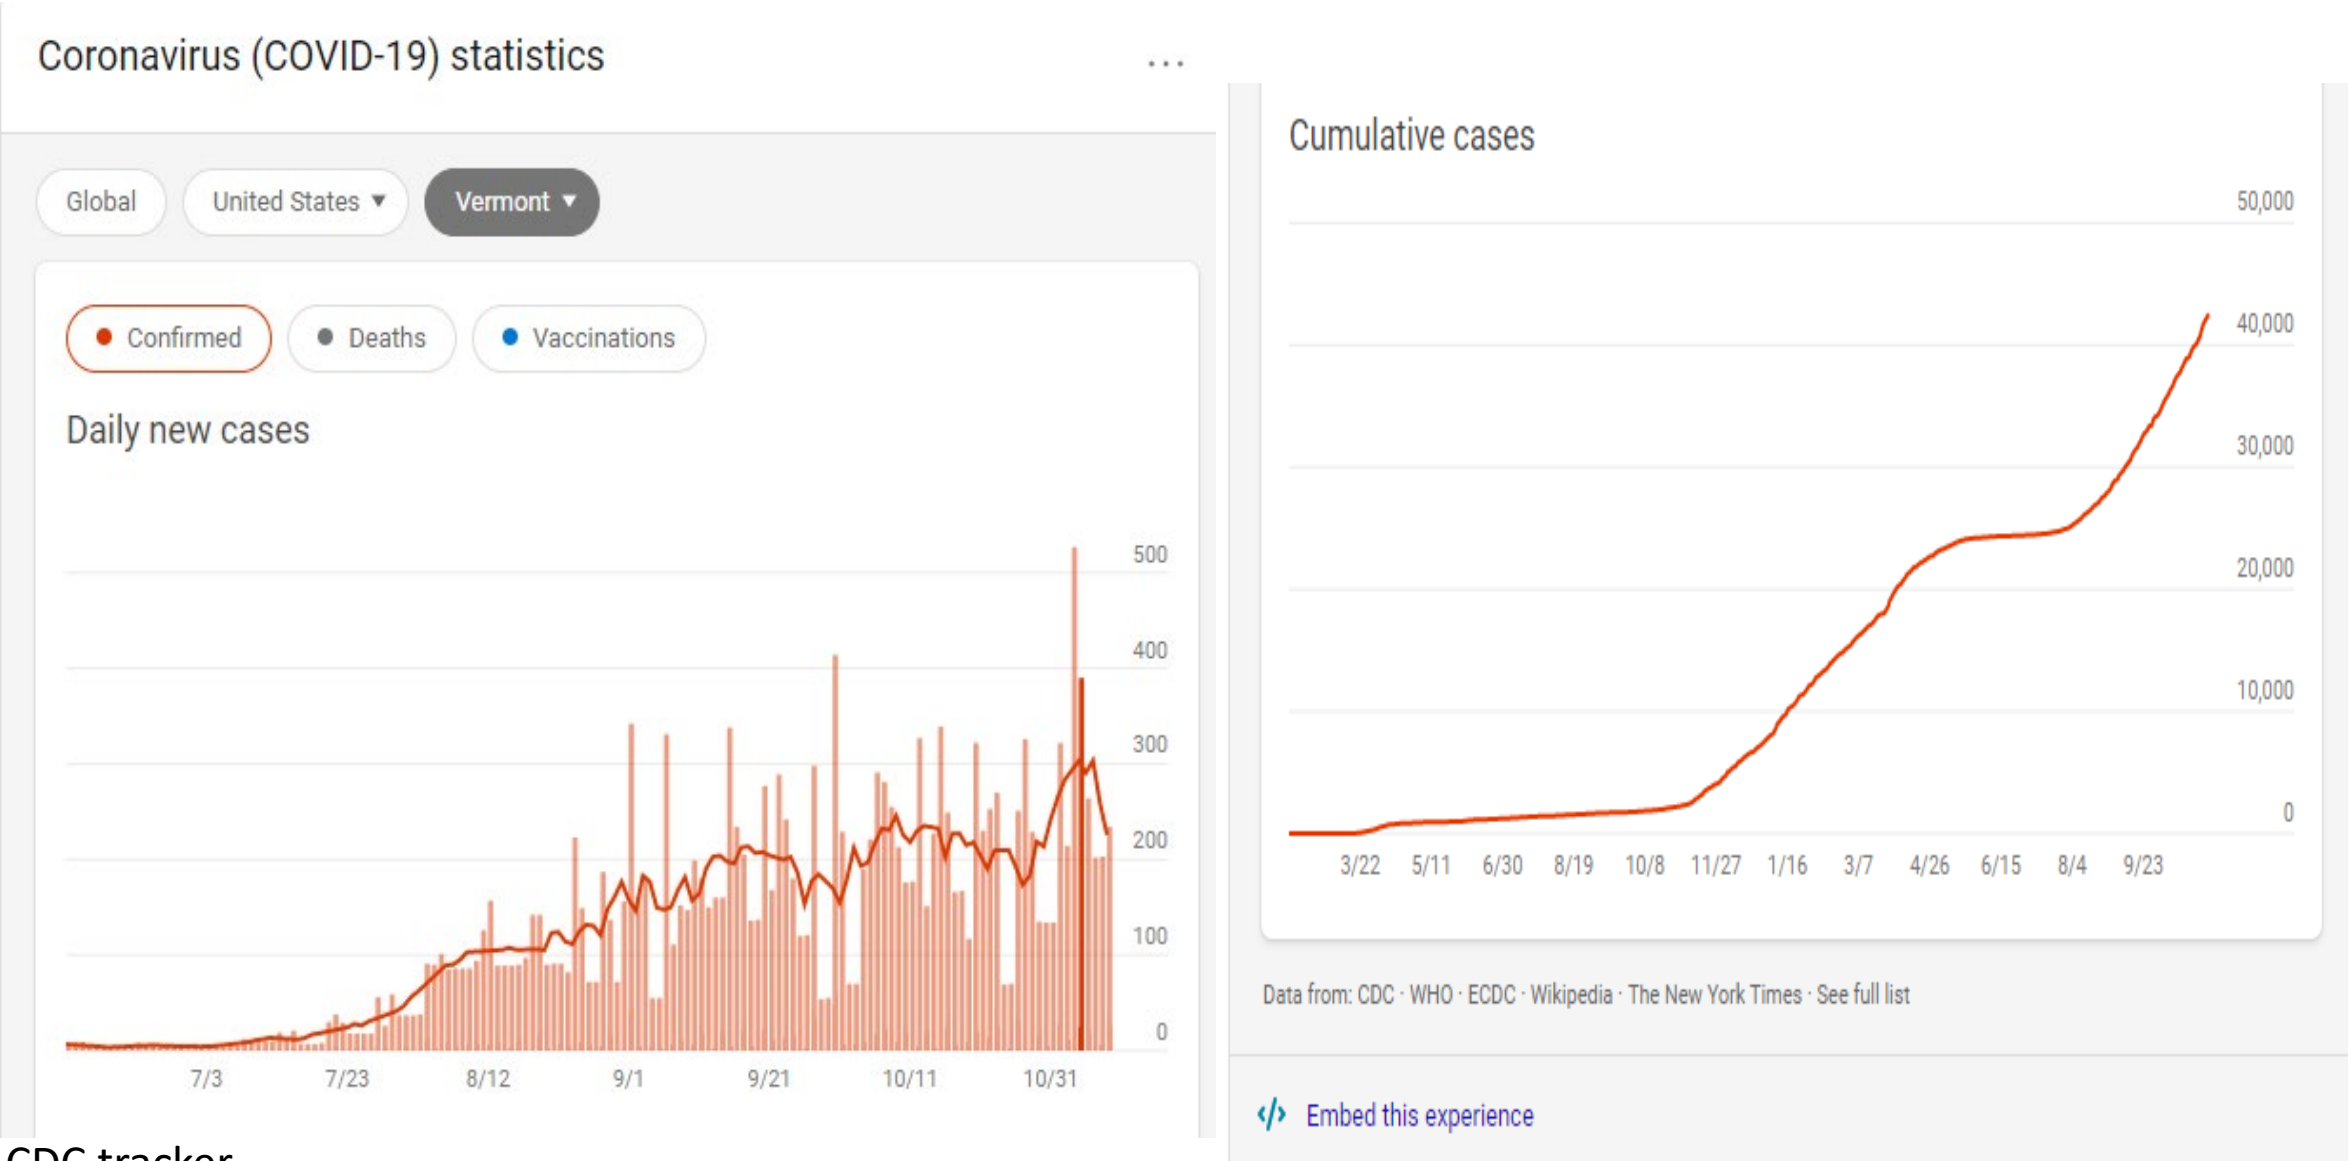 Coronavirus (COVID-19) statistics
...
Global United States ▼ Vermont ▼
Confirmed Deaths Vaccinations
Daily new cases
500
400
300
200
100
0
7/3 7/23 8/12 9/1 9/21 10/11 10/31
CDC tracker
Cumulative cases
50,000
40,000
30,000
20,000
10,000
0
3/22 5/11 6/30 8/19 10/8 11/27 1/16 3/7 4/26 6/15 8/4 9/23
Data from: CDC · WHO · ECDC · Wikipedia · The New York Times · See full list
</> Embed this experience